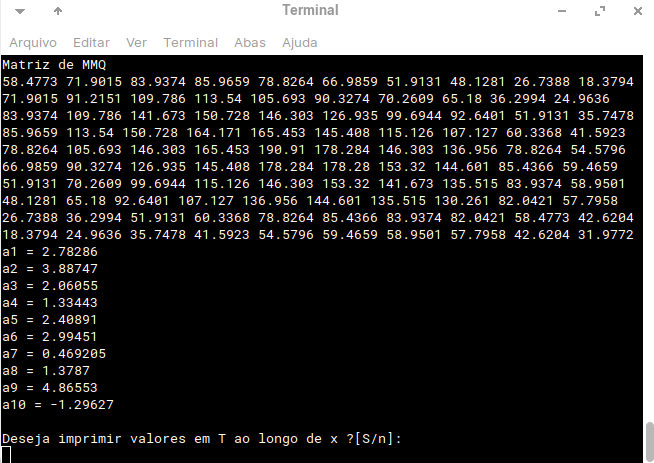 Terminal
Arquivo Editar Ver Terminal Abas Ajuda
Matriz de MMQ
58.4773 71.9015 83.9374 85.9659 78.8264 66.9859 51.9131 48.1281 26.7388 18.3794
71.9015 91.2151 109.786 113.54 105.693 90.3274 70.2609 65.18 36.2994 24.9636
83.9374 109.786 141.673 150.728 146.303 126.935 99.6944 92.6401 51.9131 35.7478
85.9659 113.54 150.728 164.171 165.453 145.408 115.126 107.127 60.3368 41.5923
78.8264 105.693 146.303 165.453 190.91 178.284 146.303 136.956 78.8264 54.5796
66.9859 90.3274 126.935 145.408 178.284 178.28 153.32 144.601 85.4366 59.4659
51.9131 70.2609 99.6944 115.126 146.303 153.32 141.673 135.515 83.9374 58.9501
48.1281 65.18 92.6401 107.127 136.956 144.601 135.515 130.261 82.0421 57.7958
26.7388 36.2994 51.9131 60.3368 78.8264 85.4366 83.9374 82.0421 58.4773 42.6204
18.3794 24.9636 35.7478 41.5923 54.5796 59.4659 58.9501 57.7958 42.6204 31.9772
a1 = 2.78286
a2 = 3.88747
a3 = 2.06055
a4 = 1.33443
a5 = 2.40891
a6 = 2.99451
a7 = 0.469205
a8 = 1.3787
a9 = 4.86553
a10 = -1.29627
Deseja imprimir valores em T ao longo de x ?[S/n]: